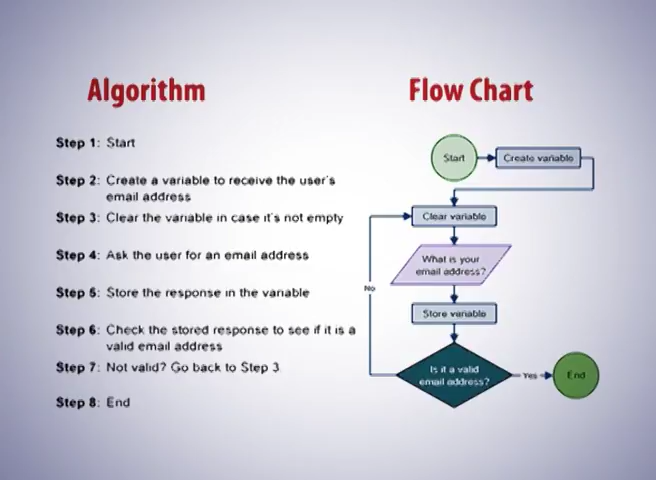 Algorithm
Step 1: Start
Step 2: Create a variable to receive the user's
email address
Step 3: Clear the variable in case it's not empty
Step 4: Ask the user for an email address
Step 5: Store the response in the variable
Step 6: Check the stored response to see if it is a
valid email address
Step 7: Not valid? Go back to Step 3
Step 8: End
Flow Chart
Start
Create variable
Clear variable
What is your
email address?
No
Store variable
Is it a valid
email address?
Yes
End